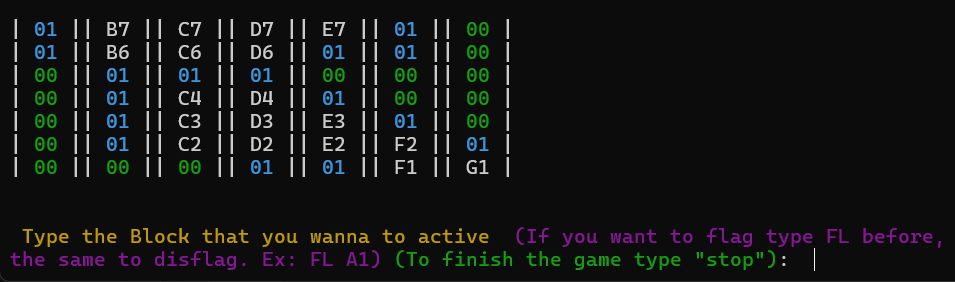 | 01 || B7 || C7 || D7 || E7 || 01 || 00 |
| 01 || B6 || C6 || D6 || 01 || 01 || 00 |
| 00 || 01 || 01 || 01 || 00 || 00 || 00 |
| 00 || 01 || C4 || D4 || 01 || 00 || 00 |
| 00 || 01 || C3 || D3 || E3 || 01 || 00 |
| 00 || 01 || C2 || D2 || E2 || F2 || 01 |
| 00 || 00 || 00 || 01 || 01 || F1 || G1 |
Type the Block that you wanna to active (If you want to flag type FL before,
the same to disflag. Ex: FL A1) (To finish the game type "stop"):